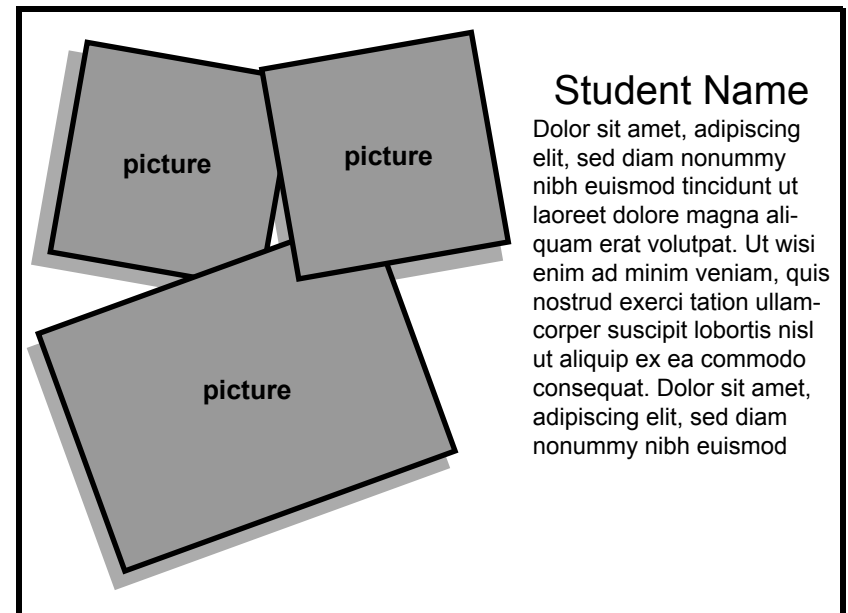 picture
picture
picture
Student Name
Dolor sit amet, adipiscing
elit, sed diam nonummy
nibh euismod tincidunt ut
laoreet dolore magna ali-
quam erat volutpat. Ut wisi
enim ad minim veniam, quis
nostrud exerci tation ullam-
corper suscipit lobortis nisl
ut aliquip ex ea commodo
consequat. Dolor sit amet,
adipiscing elit, sed diam
nonummy nibh euismod